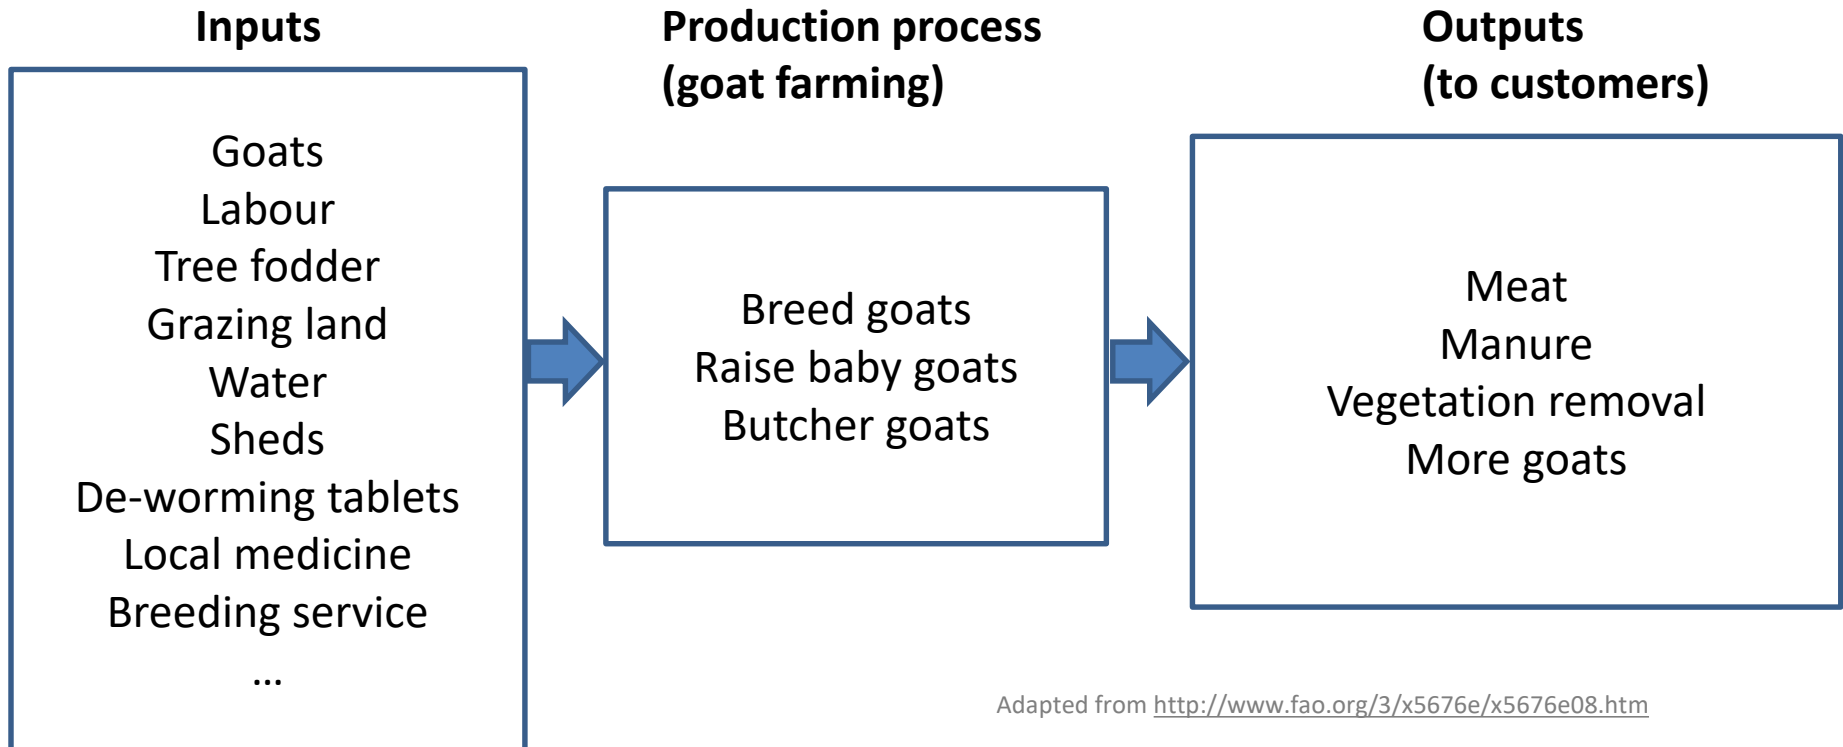 Inputs
Goats
Labour
Tree fodder
Grazing land
Water
Sheds
De-worming tablets
Local medicine
Breeding service
…
Production process
(goat farming)
Breed goats
Raise baby goats
Butcher goats
Outputs
(to customers)
Meat
Manure
Vegetation removal
More goats
Adapted from http://www.fao.org/3/x5676e/x5676e08.htm